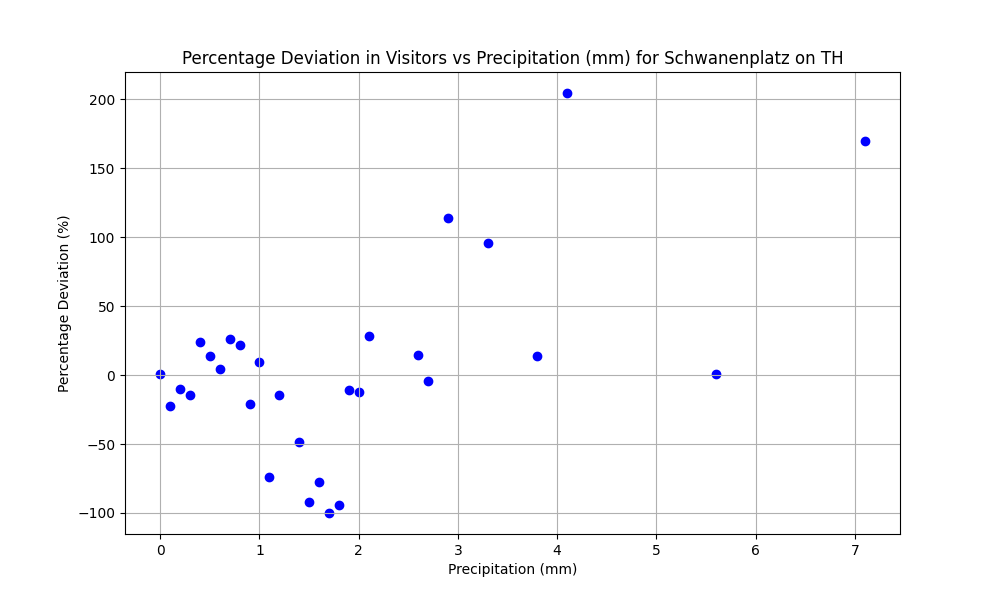 Percentage Deviation in Visitors vs Precipitation (mm) for Schwanenplatz on TH
200
150
100
50
0
−50
−100
Percentage Deviation (%)
0 1 2 3 4 5 6 7
Precipitation (mm)